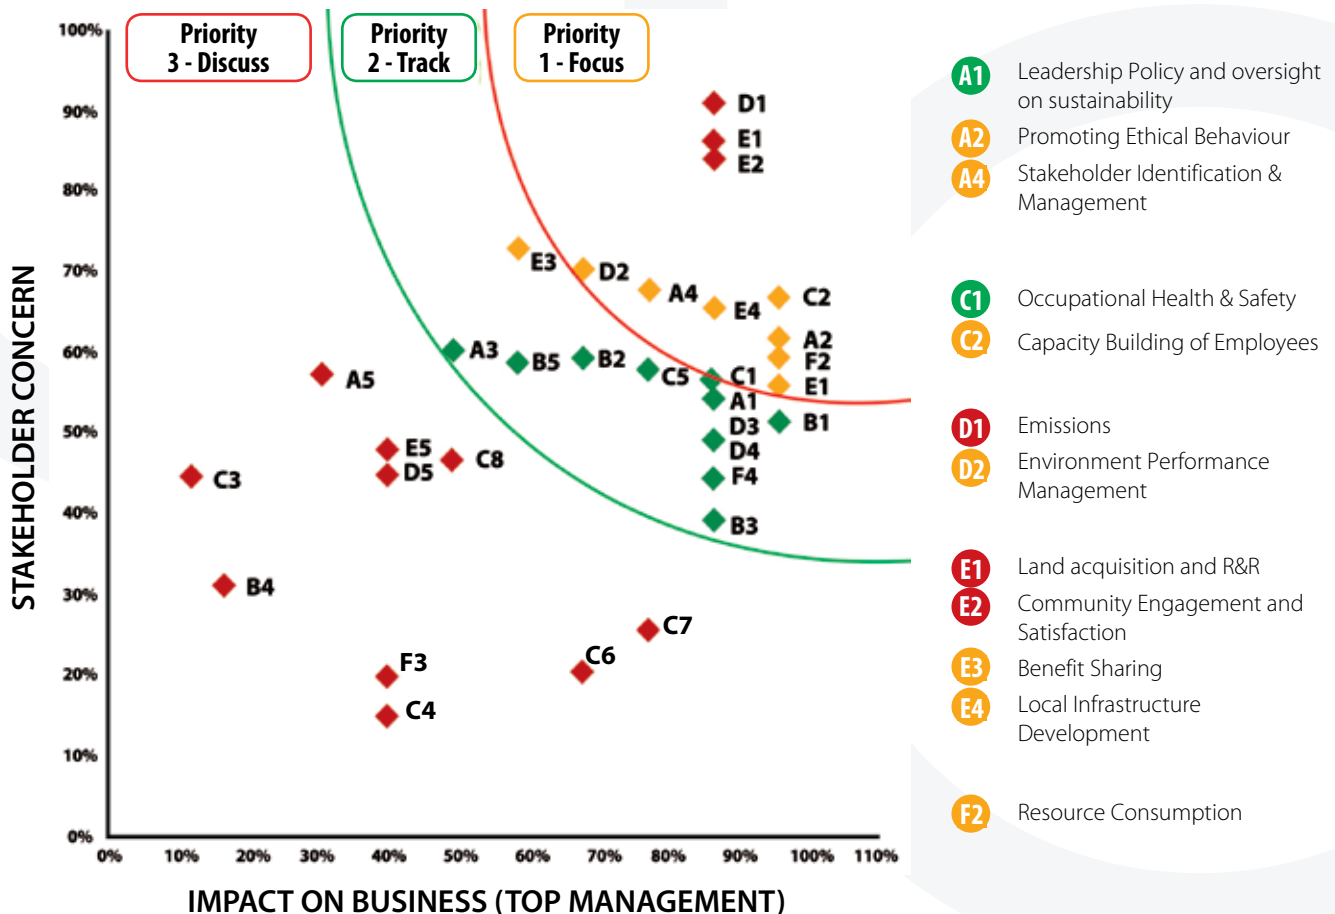 Priority
3 - Discuss
Priority
2 - Track
Priority
1 - Focus
STAKEHOLDER CONCERN
100%
90%
80%
70%
60%
50%
40%
30%
20%
10%
0%
D1
E1
E2
E3
D2
A4
E4
C2
A2
F2
E1
A3
B5
B2
C5
C1
A1
B1
D3
D4
F4
B3
A5
E5
D5
C8
C3
B4
C7
C6
F3
C4
0% 10% 20% 30% 40% 50% 60% 70% 80% 90% 100% 110%
IMPACT ON BUSINESS (TOP MANAGEMENT)
A1 Leadership Policy and oversight
on sustainability
A2 Promoting Ethical Behaviour
A4 Stakeholder Identification &
Management
C1 Occupational Health & Safety
C2 Capacity Building of Employees
D1 Emissions
D2 Environment Performance
Management
E1 Land acquisition and R&R
E2 Community Engagement and
Satisfaction
E3 Benefit Sharing
E4 Local Infrastructure
Development
F2 Resource Consumption